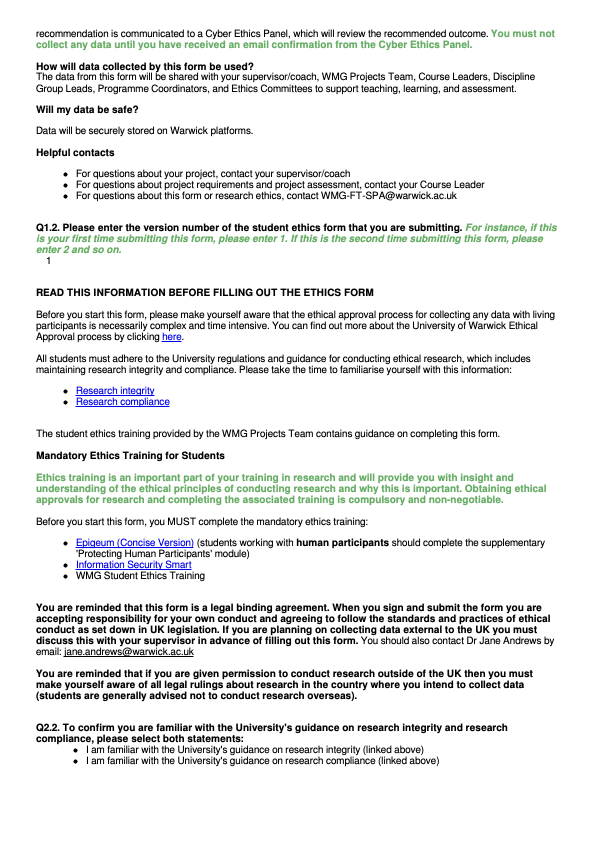 recommendation is communicated to a Cyber Ethics Panel, which will review the recommended outcome. You must not
collect any data until you have received an email confirmation from the Cyber Ethics Panel.
How will data collected by this form be used?
The data from this form will be shared with your supervisor/coach, WMG Projects Team, Course Leaders, Discipline
Group Leads, Programme Coordinators, and Ethics Committees to support teaching, learning, and assessment.
Will my data be safe?
Data will be securely stored on Warwick platforms.
Helpful contacts
• For questions about your project, contact your supervisor/coach
• For questions about project requirements and project assessment, contact your Course Leader
• For questions about this form or research ethics, contact WMG-FT-SPA@warwick.ac.uk
Q1.2. Please enter the version number of the student ethics form that you are submitting. For instance, if this
is your first time submitting this form, please enter 1. If this is the second time submitting this form, please
enter 2 and so on.
1
READ THIS INFORMATION BEFORE FILLING OUT THE ETHICS FORM
Before you start this form, please make yourself aware that the ethical approval process for collecting any data with living
participants is necessarily complex and time intensive. You can find out more about the University of Warwick Ethical
Approval process by clicking here.
All students must adhere to the University regulations and guidance for conducting ethical research, which includes
maintaining research integrity and compliance. Please take the time to familiarise yourself with this information:
• Research integrity
• Research compliance
The student ethics training provided by the WMG Projects Team contains guidance on completing this form.
Mandatory Ethics Training for Students
Ethics training is an important part of your training in research and will provide you with insight and
understanding of the ethical principles of conducting research and why this is important. Obtaining ethical
approvals for research and completing the associated training is compulsory and non-negotiable.
Before you start this form, you MUST complete the mandatory ethics training:
• Epigeum (Concise Version) (students working with human participants should complete the supplementary
'Protecting Human Participants' module)
• Information Security Smart
• WMG Student Ethics Training
You are reminded that this form is a legal binding agreement. When you sign and submit the form you are
accepting responsibility for your own conduct and agreeing to follow the standards and practices of ethical
conduct as set down in UK legislation. If you are planning on collecting data external to the UK you must
discuss this with your supervisor in advance of filling out this form. You should also contact Dr Jane Andrews by
email: jane.andrews@warwick.ac.uk
You are reminded that if you are given permission to conduct research outside of the UK then you must
make yourself aware of all legal rulings about research in the country where you intend to collect data
(students are generally advised not to conduct research overseas).
Q2.2. To confirm you are familiar with the University's guidance on research integrity and research
compliance, please select both statements:
• I am familiar with the University's guidance on research integrity (linked above)
• I am familiar with the University's guidance on research compliance (linked above)